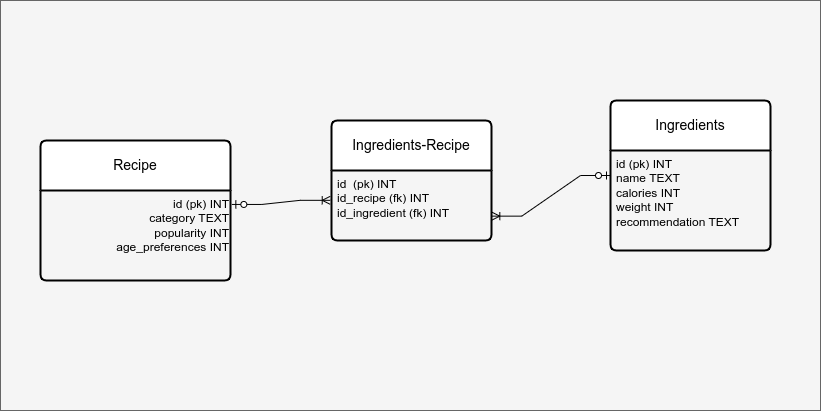 Recipe
id (pk) INT
category TEXT
popularity INT
age_preferences INT
Ingredients-Recipe
id (pk) INT
id_recipe (fk) INT
id_ingredient (fk) INT
Ingredients
id (pk) INT
name TEXT
calories INT
weight INT
recommendation TEXT